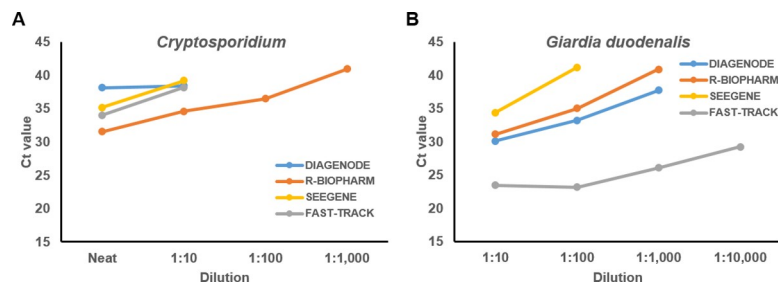 A
Cryptosporidium
45
40
35
30
25
20
15
Ct value
Neat
1:10
1:100
1:1,000
Dilution
DIAGENODE
R-BIOPHARM
SEEGENE
FAST-TRACK
B
Giardia duodenalis
45
40
35
30
25
20
15
Ct value
1:10
1:100
1:1,000
1:10,000
Dilution
DIAGENODE
R-BIOPHARM
SEEGENE
FAST-TRACK